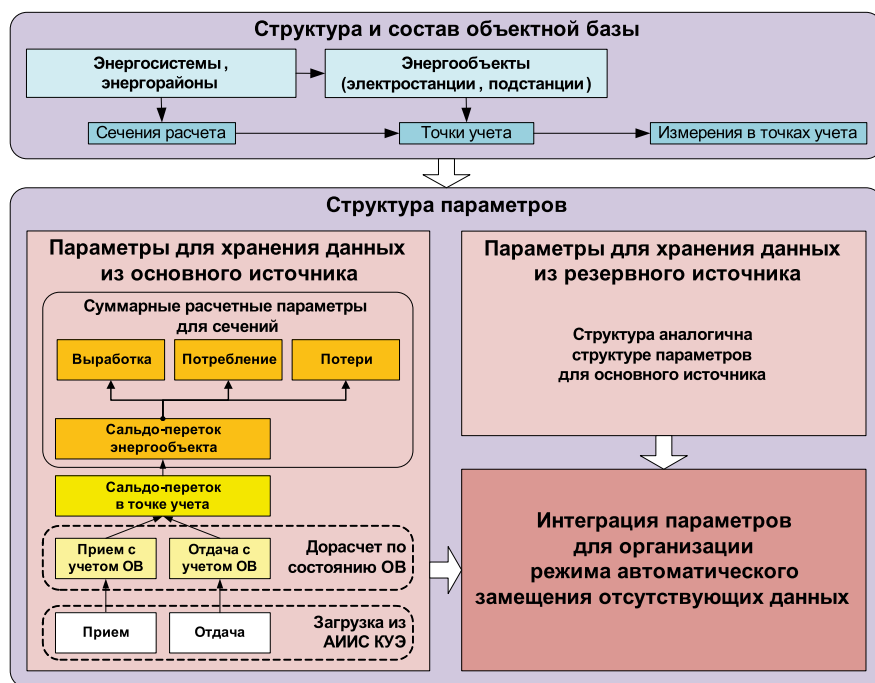 Структура и состав объектной базы
Энергосистемы ,
энергорайоны
Энергообъекты
(электростанции , подстанции)
Сечения расчета
Точки учета
Измерения в точках учета
Структура параметров
Параметры для хранения данных
из основного источника
Суммарные расчетные параметры
для сечений
Выработка
Потребление
Потери
Сальдо-переток
энергообъекта
Сальдо-переток
в точке учета
Прием с
учетом ОВ
Отдача с
учетом ОВ
Дорасчет по
состоянию ОВ
Прием
Отдача
Загрузка из
АИИС КУЭ
Параметры для хранения данных
из резервного источника
Структура аналогична
структуре параметров
для основного источника
Интеграция параметров
для организации
режима автоматического
замещения отсутствующих данных